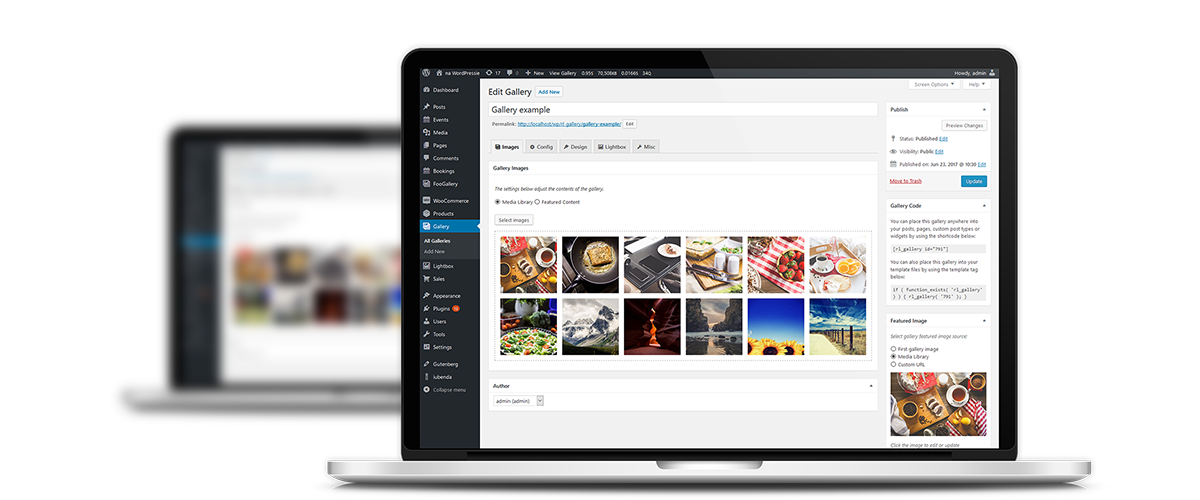 na WordPressie 17 0 New View Gallery 0.95s 70,508kB 0.0166s 34Q Howdy, admin
Screen Options Help
Dashboard
Posts
Events
Media
Pages
Comments
Bookings
FooGallery
WooCommerce
Products
Gallery
All Galleries
Add New
Lightbox
Sales
Appearance
Plugins
Users
Tools
Settings
Gutenberg
iubenda
Collapse menu
Edit Gallery Add New
Gallery example
Permalink: http://localhost/wp/rl_gallery/gallery-example/ Edit
Images Config Design Lightbox Misc
Gallery Images
The settings below adjust the contents of the gallery.
Media Library Featured Content
Select images
Author
admin (admin)
Publish
Preview Changes
Status: Published Edit
Visibility: Public Edit
Published on: Jun 23, 2017 @ 10:30 Edit
Move to Trash Update
Gallery Code
You can place this gallery anywhere into
your posts, pages, custom post types or
widgets by using the shortcode below:
[rl_gallery id="791"]
You can also place this gallery into your
template files by using the template tag
below:
if ( function_exists( 'rl_gallery'
) ) { rl_gallery( '791' ); }
Featured Image
Select gallery featured image source:
First gallery image
Media Library
Custom URL
Click the image to edit or update